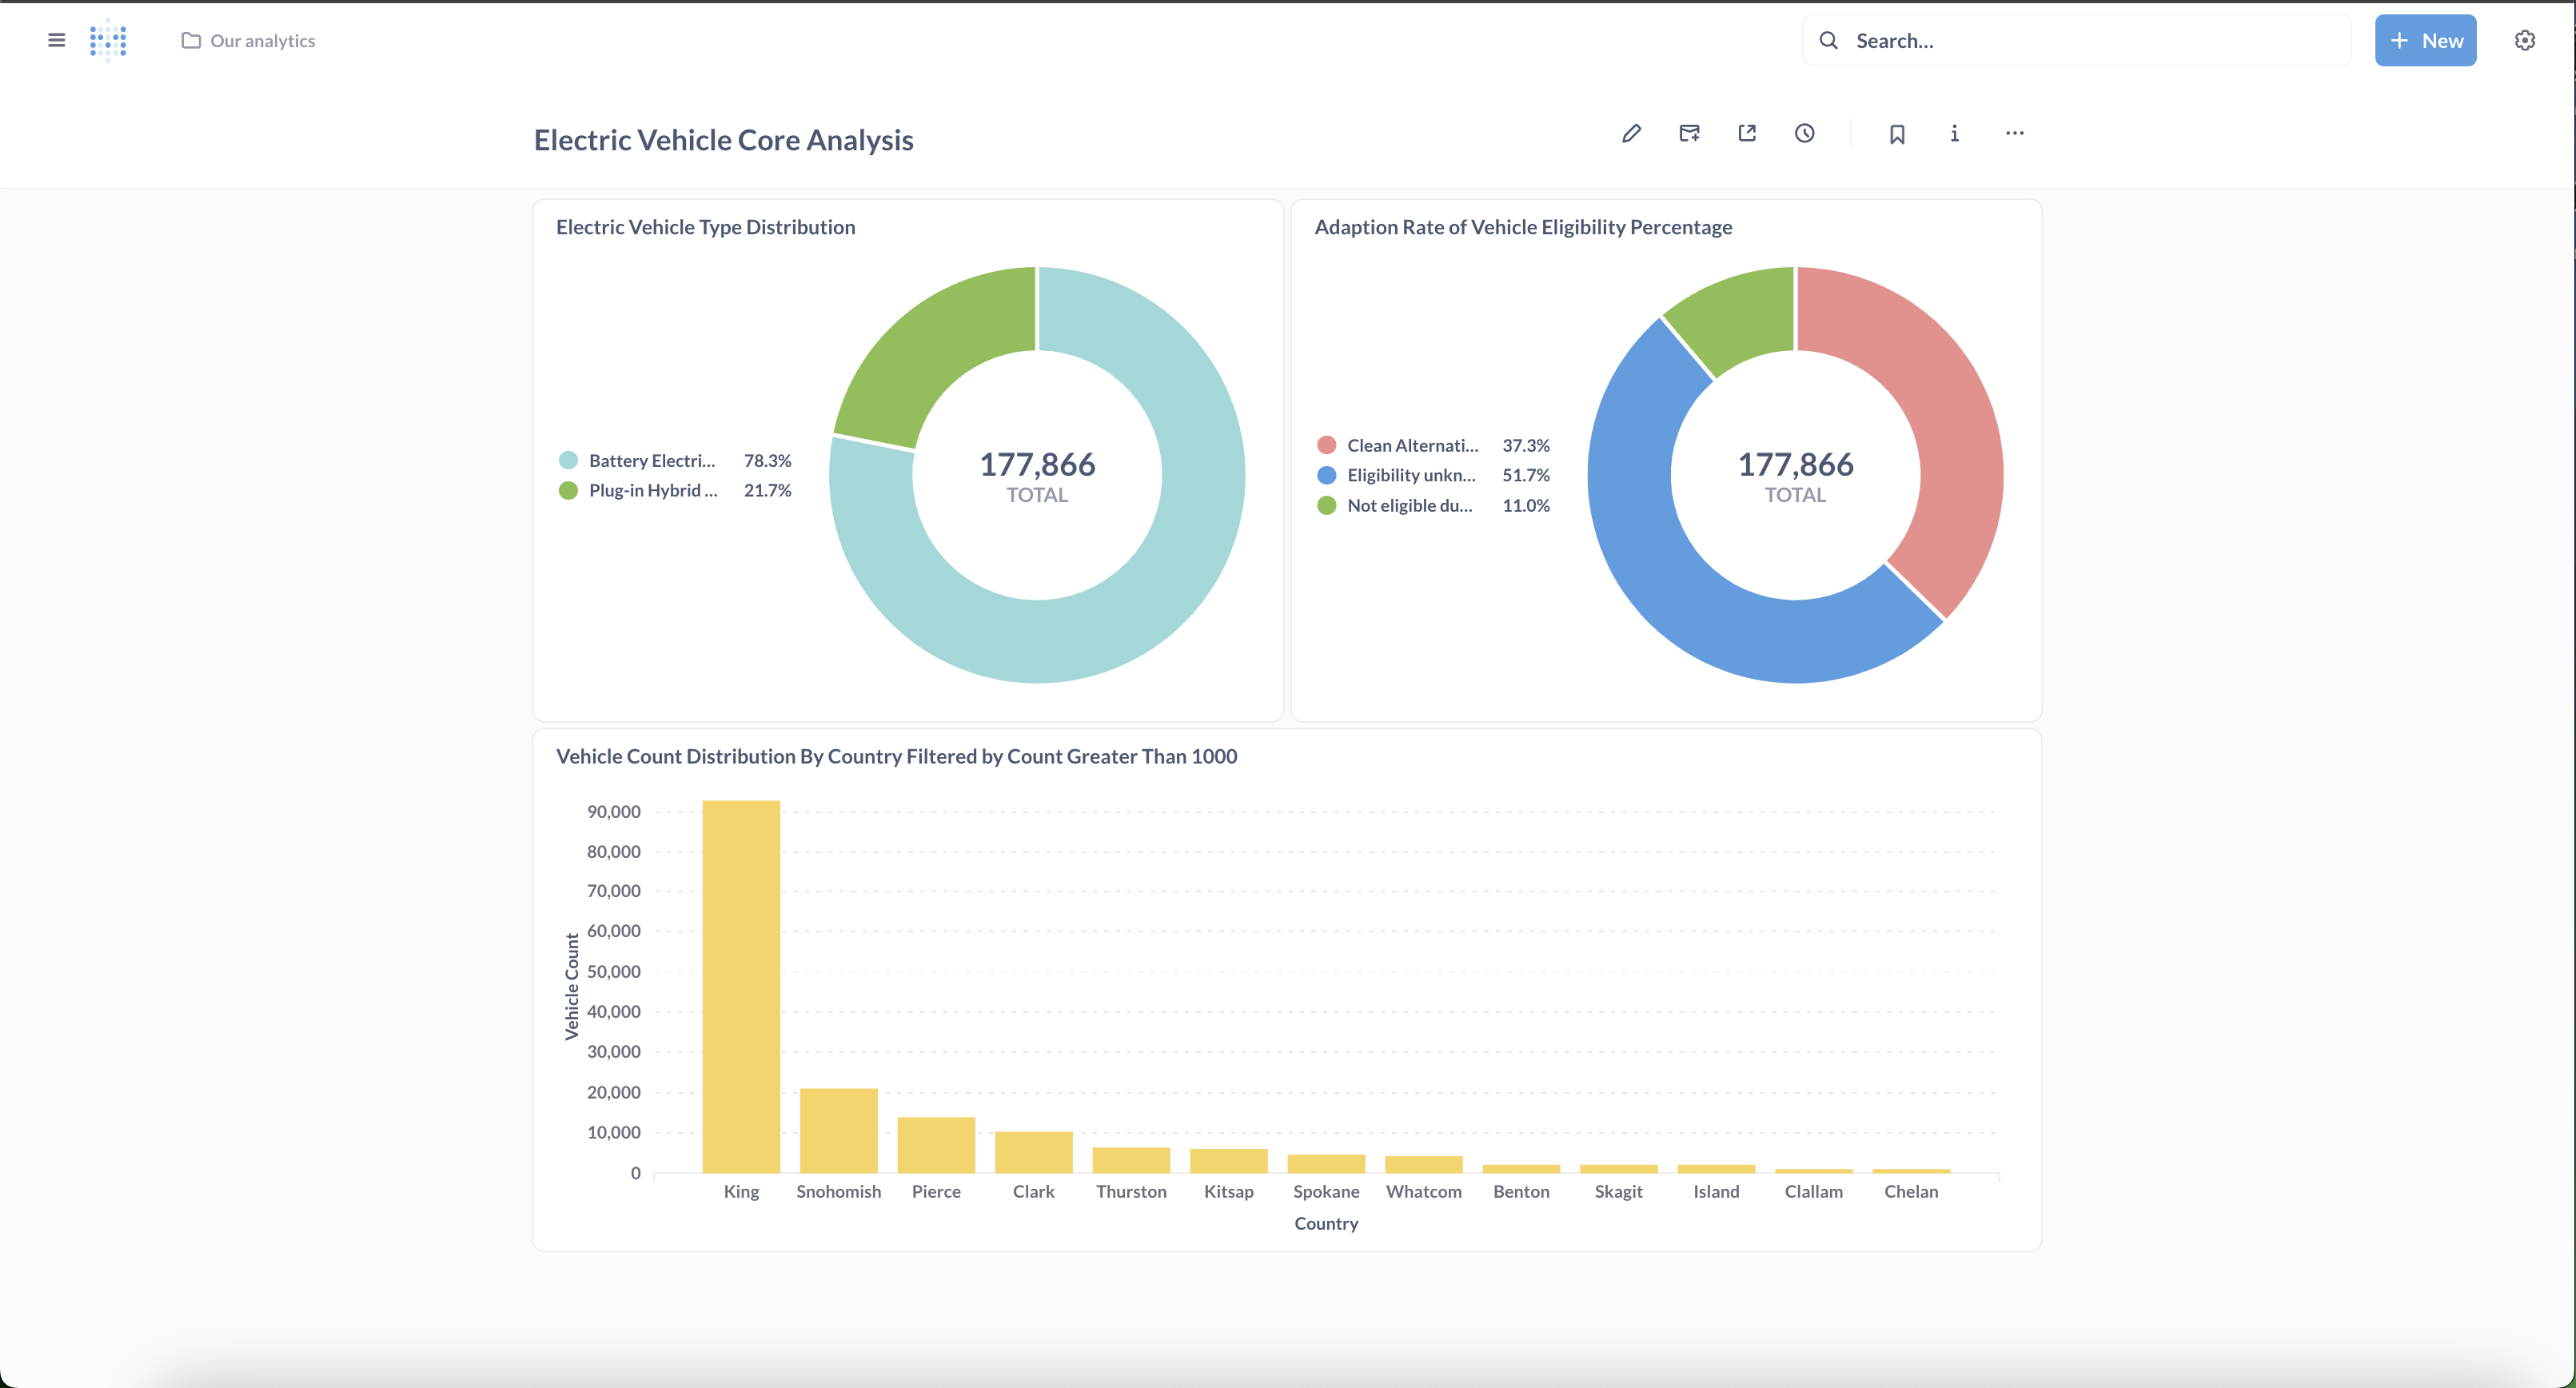 Our analytics
Search...
New
Electric Vehicle Core Analysis
Electric Vehicle Type Distribution
Battery Electri... 78.3%
Plug-in Hybrid ... 21.7%
177,866
TOTAL
Adaption Rate of Vehicle Eligibility Percentage
Clean Alternati... 37.3%
Eligibility unkn... 51.7%
Not eligible du... 11.0%
177,866
TOTAL
Vehicle Count Distribution By Country Filtered by Count Greater Than 1000
Vehicle Count
90,000
80,000
70,000
60,000
50,000
40,000
30,000
20,000
10,000
0
King Snohomish Pierce Clark Thurston Kitsap Spokane Whatcom Benton Skagit Island Clallam Chelan
Country